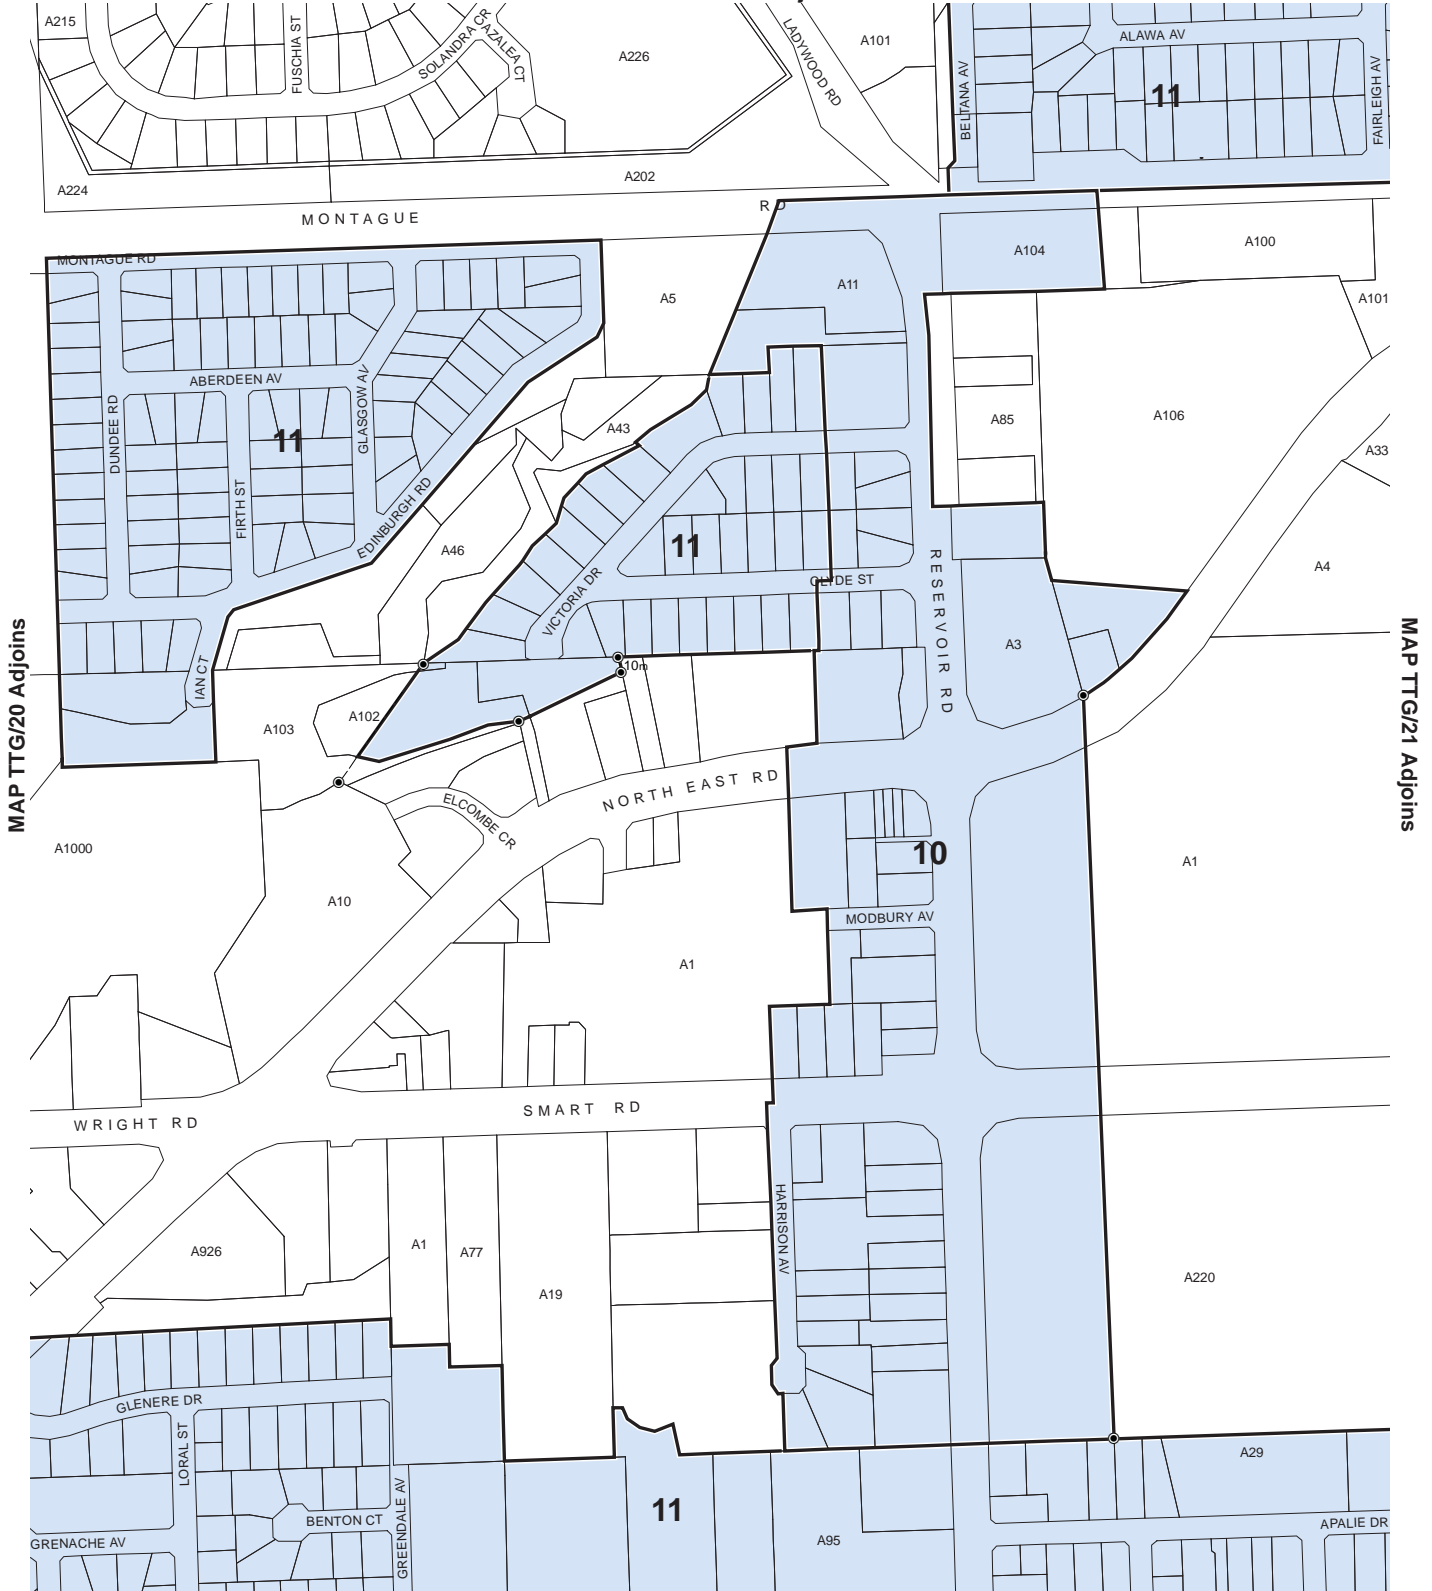 A215
FUSCHIA ST
SOLANDRA CR
AZALEA CT
A226
LADYWOOD RD
A101
BELTANA AV
ALAWA AV
11
FAIRLEIGH AV
A224
A202
MONTAGUE RD
MONTAGUE RD
A104
A100
A5
A11
A101
ABERDEEN AV
GLASGOW AV
DUNDEE RD
11
A43
A85
A106
A33
FIRTH ST
EDINBURGH RD
A46
11
VICTORIA DR
CLYDE ST
RESERVOIR RD
A4
A3
MAP TTG/20 Adjoins
MAP TTG/21 Adjoins
IAN CT
10m
A103
A102
NORTH EAST RD
ELCOMBE CR
A1000
10
A1
A10
MODBURY AV
A1
WRIGHT RD
SMART RD
HARRISON AV
A926
A1
A77
A19
A220
GLENERE DR
LORAL ST
GREENDALE AV
BENTON CT
GRENACHE AV
11
A95
A29
APALIE DR